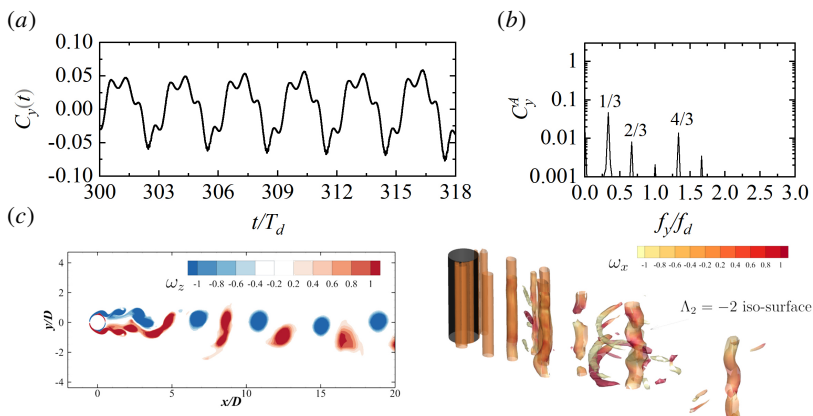 (a)
(b)
0.10
0.05
0.00
-0.05
-0.10
C_y(t)
300 303 306 309 312 315 318
t/T_d
1
0.1
0.01
0.001
C_y^A
1/3
2/3
4/3
0 0.5 1.0 1.5 2.0 2.5 3.0
f_y/f_d
(c)
4
2
0
-2
-4
y/D
ω_z
-1 -0.8 -0.6 -0.4 -0.2 0.2 0.4 0.6 0.8 1
0 5 10 15 20
x/D
ω_x
-1 -0.8 -0.6 -0.4 -0.2 0.2 0.4 0.6 0.8 1
Λ₂ = −2 iso-surface